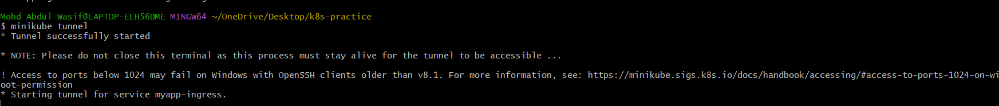 Mohd Abdul Wasif@LAPTOP-ELH56DME MINGW64 ~/OneDrive/Desktop/k8s-practice
$ minikube tunnel
* Tunnel successfully started
* NOTE: Please do not close this terminal as this process must stay alive for the tunnel to be accessible ...
! Access to ports below 1024 may fail on Windows with OpenSSH clients older than v8.1. For more information, see: https://minikube.sigs.k8s.io/docs/handbook/accessing/#access-to-ports-1024-on-wi
oot-permission
* Starting tunnel for service myapp-ingress.